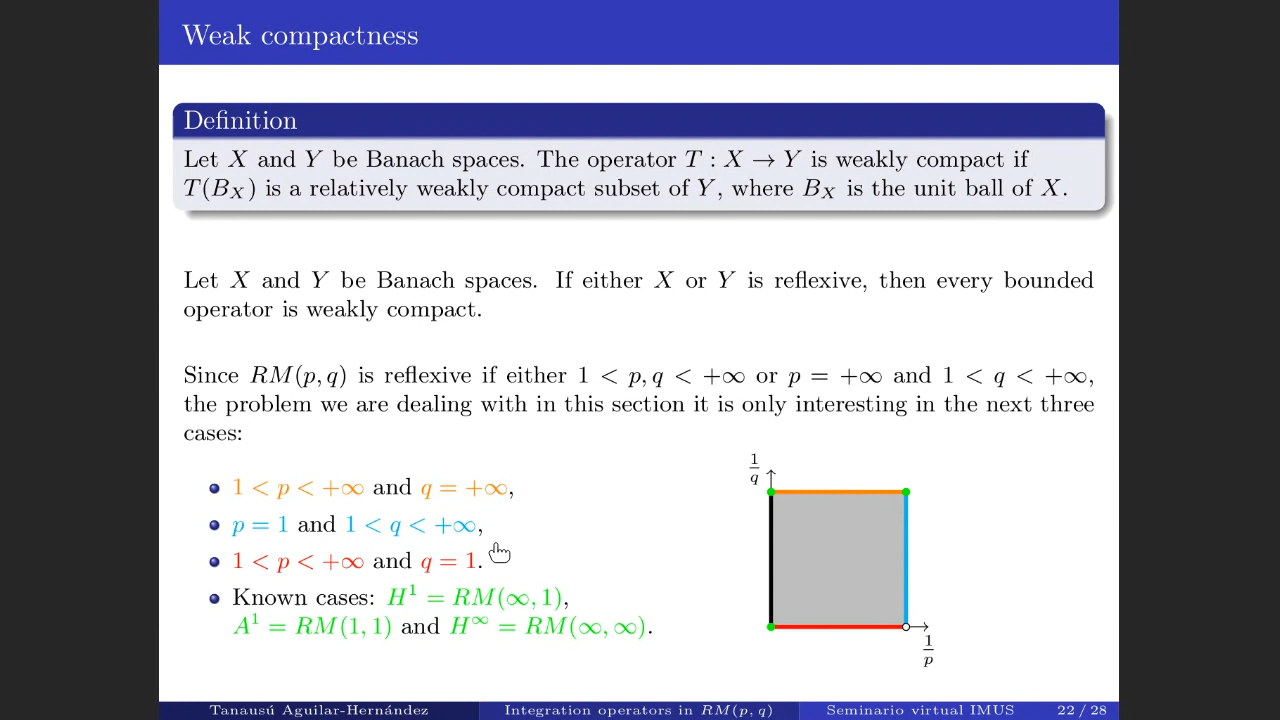 Weak compactness
Definition
Let X and Y be Banach spaces. The operator T : X → Y is weakly compact if
T(B_X) is a relatively weakly compact subset of Y, where B_X is the unit ball of X.
Let X and Y be Banach spaces. If either X or Y is reflexive, then every bounded
operator is weakly compact.
Since RM(p, q) is reflexive if either 1 < p, q < +∞ or p = +∞ and 1 < q < +∞,
the problem we are dealing with in this section it is only interesting in the next three
cases:
1 < p < +∞ and q = +∞,
p = 1 and 1 < q < +∞,
1 < p < +∞ and q = 1.
Known cases: H^1 = RM(∞, 1),
A^1 = RM(1, 1) and H^∞ = RM(∞, ∞).
1/q
1/p
Tanausú Aguilar-Hernández Integration operators in RM(p, q) Seminario virtual IMUS 22 / 28